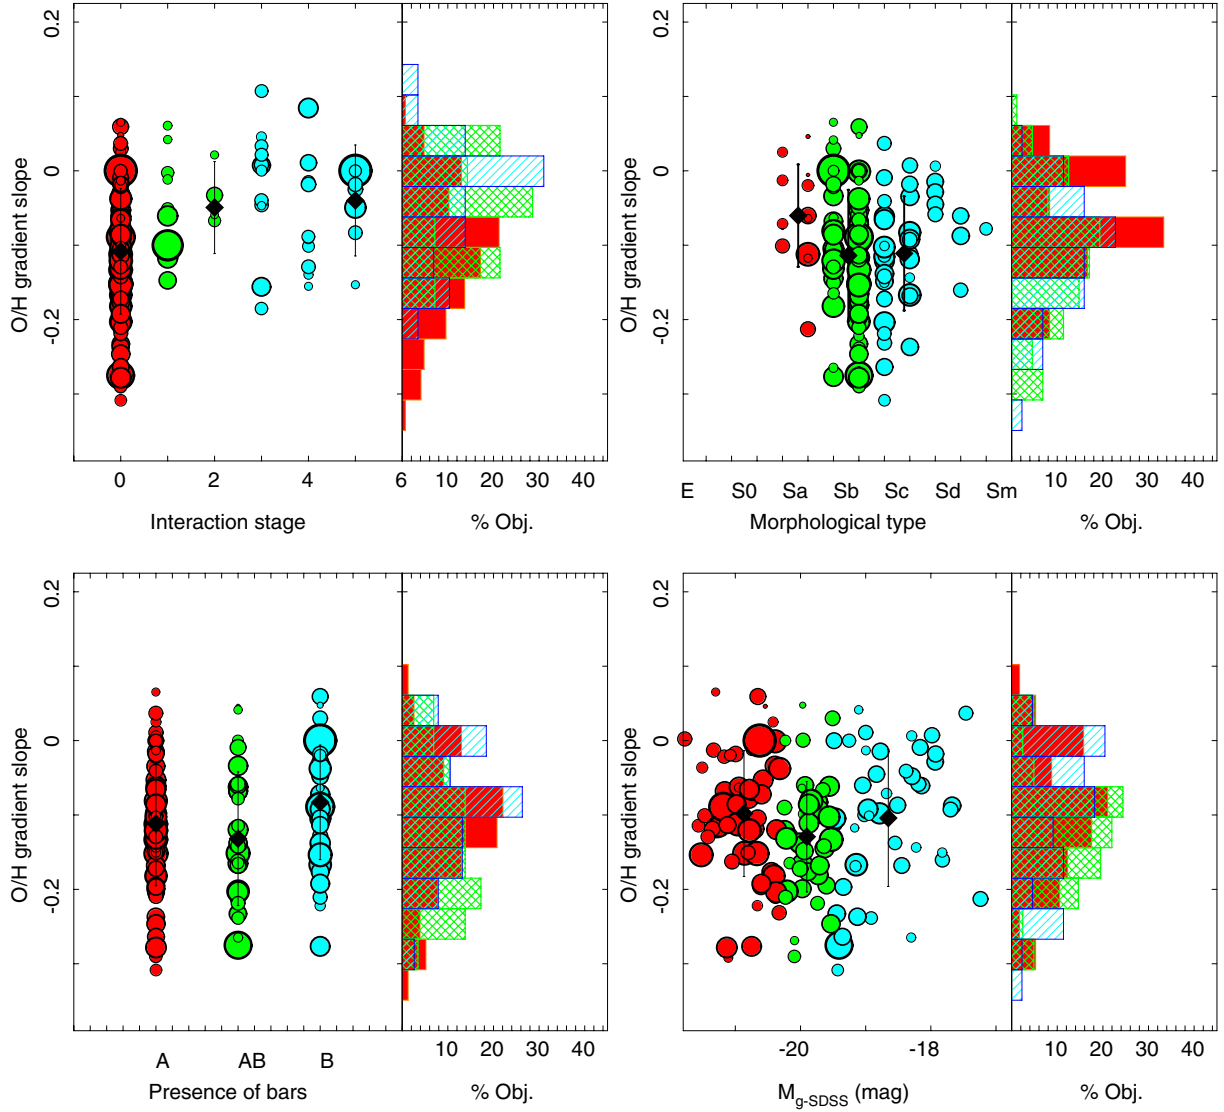 0.2
0
-0.2
O/H gradient slope
0 2 4 6 10 20 30 40
Interaction stage
% Obj.
0.2
0
-0.2
O/H gradient slope
E S0 Sa Sb Sc Sd Sm
10 20 30 40
Morphological type
% Obj.
0.2
0
-0.2
O/H gradient slope
A AB B
10 20 30 40
Presence of bars
% Obj.
0.2
0
-0.2
O/H gradient slope
-20 -18
10 20 30 40
M g-SDSS (mag)
% Obj.